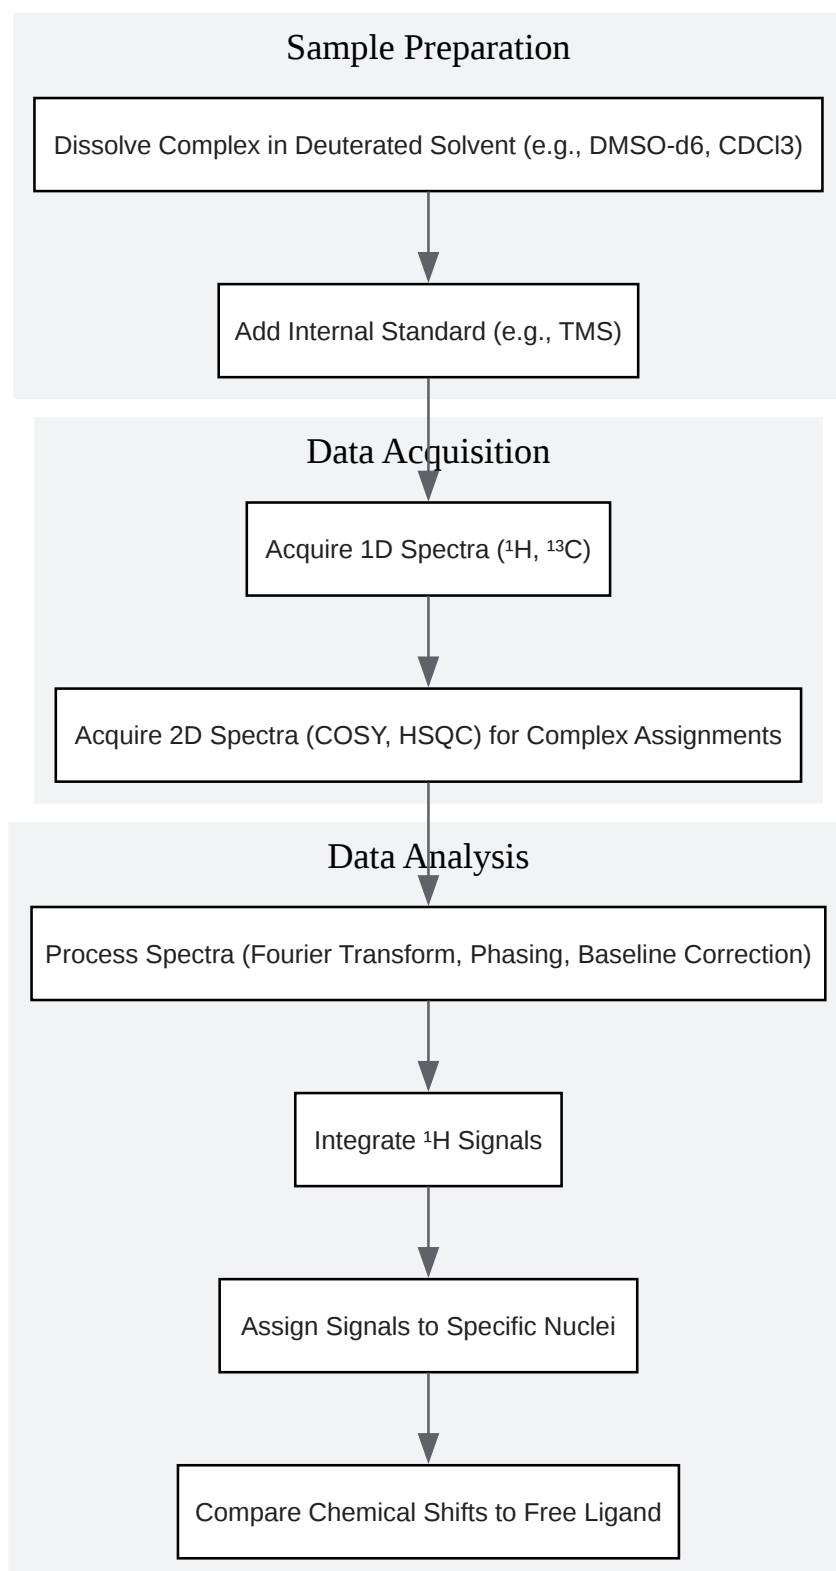 Sample Preparation
Dissolve Complex in Deuterated Solvent (e.g., DMSO-d6, CDCl3)
Add Internal Standard (e.g., TMS)
Data Acquisition
Acquire 1D Spectra (¹H, ¹³C)
Acquire 2D Spectra (COSY, HSQC) for Complex Assignments
Data Analysis
Process Spectra (Fourier Transform, Phasing, Baseline Correction)
Integrate ¹H Signals
Assign Signals to Specific Nuclei
Compare Chemical Shifts to Free Ligand